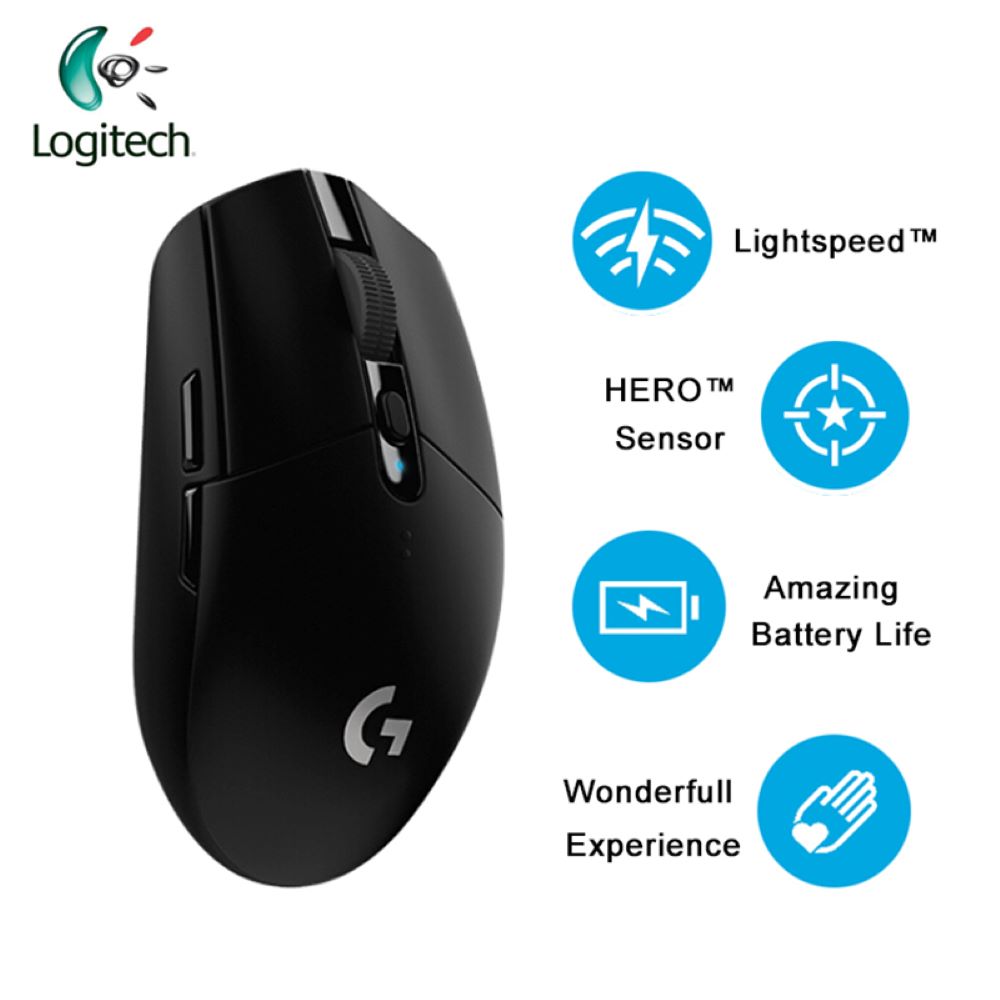 Logitech
Lightspeed™
HERO™
Sensor
Amazing
Battery Life
Wonderfull
Experience
G